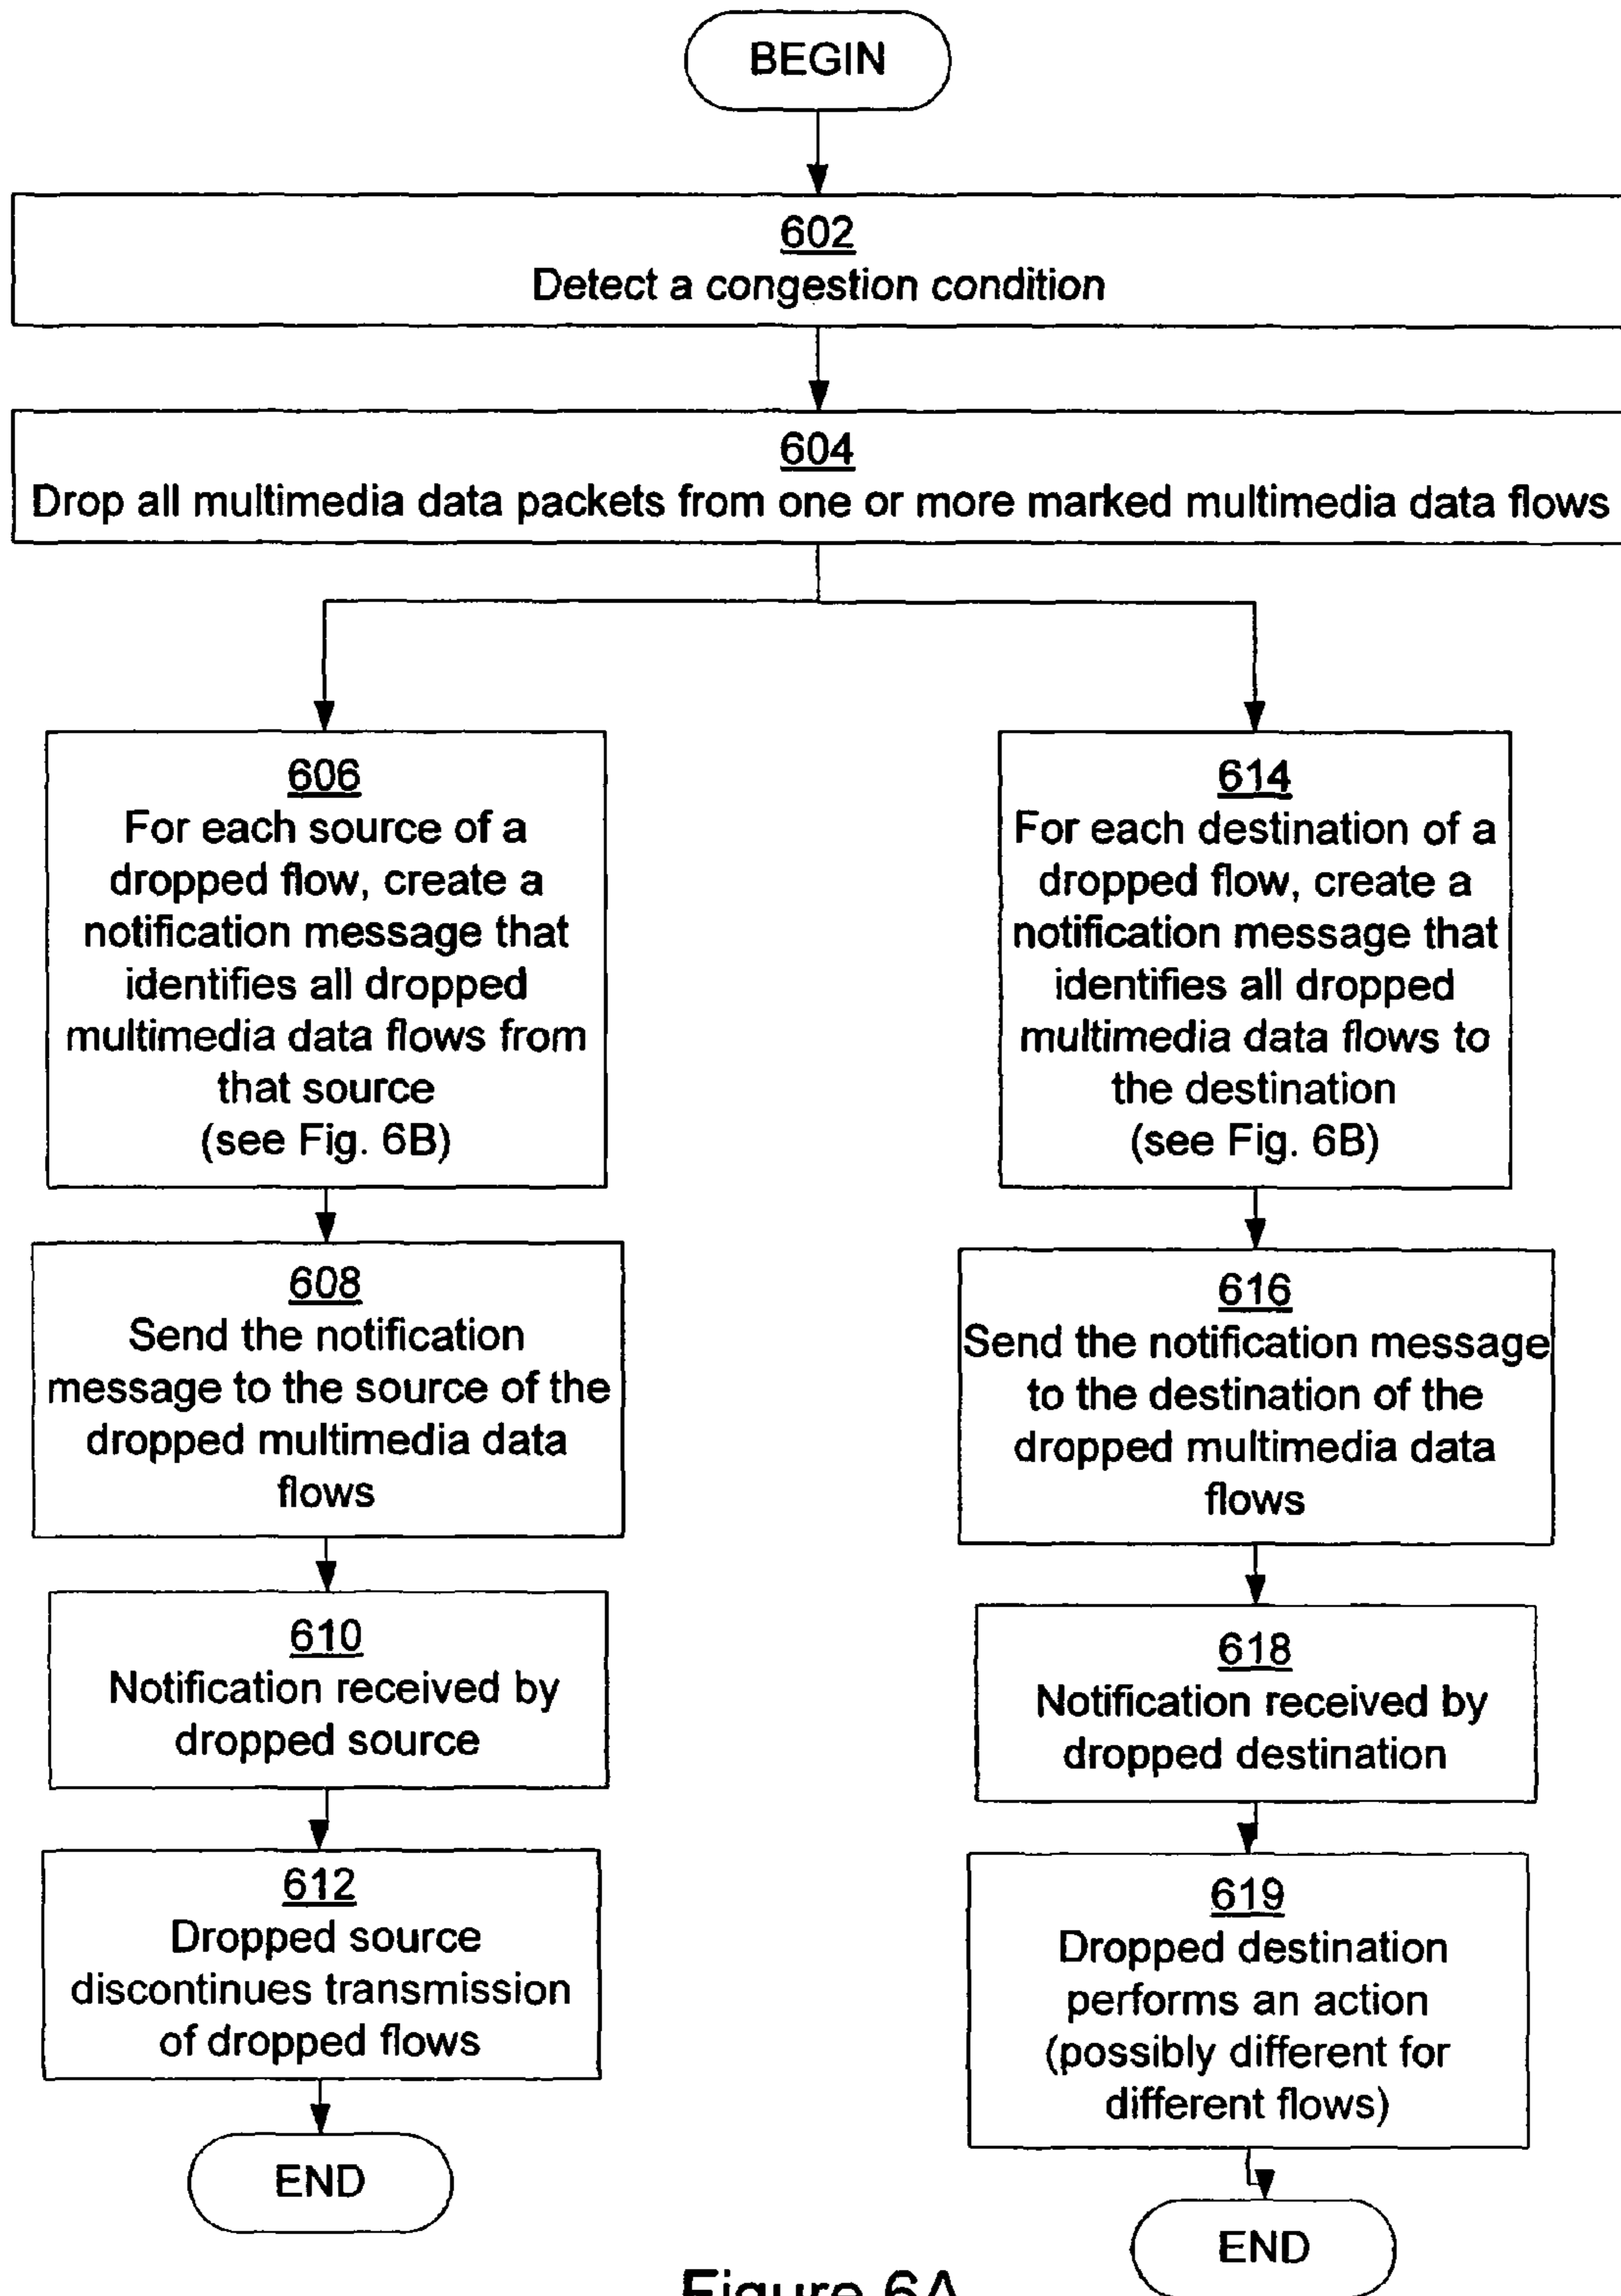 BEGIN
602
Detect a congestion condition
604
Drop all multimedia data packets from one or more marked multimedia data flows
606
For each source of a
dropped flow, create a
notification message that
identifies all dropped
multimedia data flows from
that source
(see Fig. 6B)
608
Send the notification
message to the source of the
dropped multimedia data
flows
610
Notification received by
dropped source
612
Dropped source
discontinues transmission
of dropped flows
END
614
For each destination of a
dropped flow, create a
notification message that
identifies all dropped
multimedia data flows to
the destination
(see Fig. 6B)
616
Send the notification message
to the destination of the
dropped multimedia data
flows
618
Notification received by
dropped destination
619
Dropped destination
performs an action
(possibly different for
different flows)
END
Figure 6A